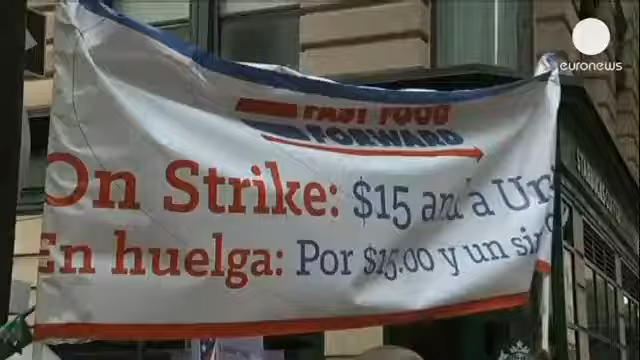 euronews
FAST FOOD
FORWARD
On Strike: $15 and a Un
En huelga: Por $15.00 y un sin